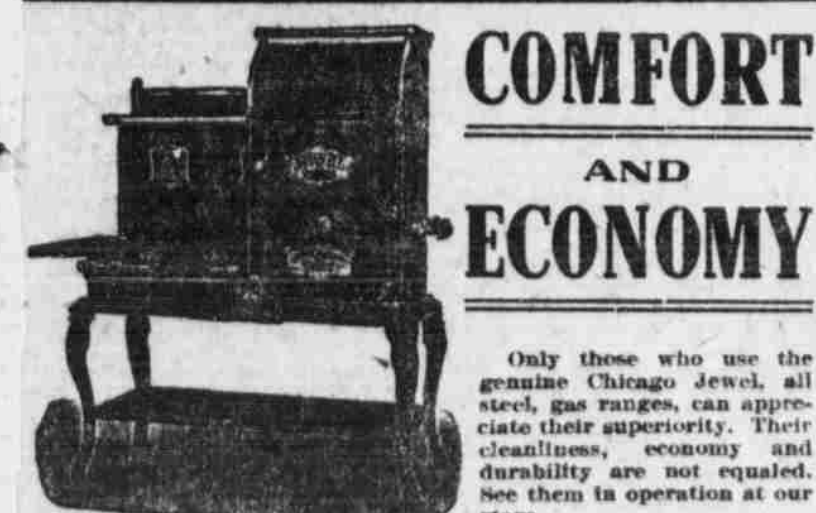 COMFORT
AND
ECONOMY
Only those who use the
genuine Chicago Jewel, all
steel, gas ranges, can appre-
ciate their superiority. Their
cleanliness, economy and
durability are not equaled.
See them in operation at our